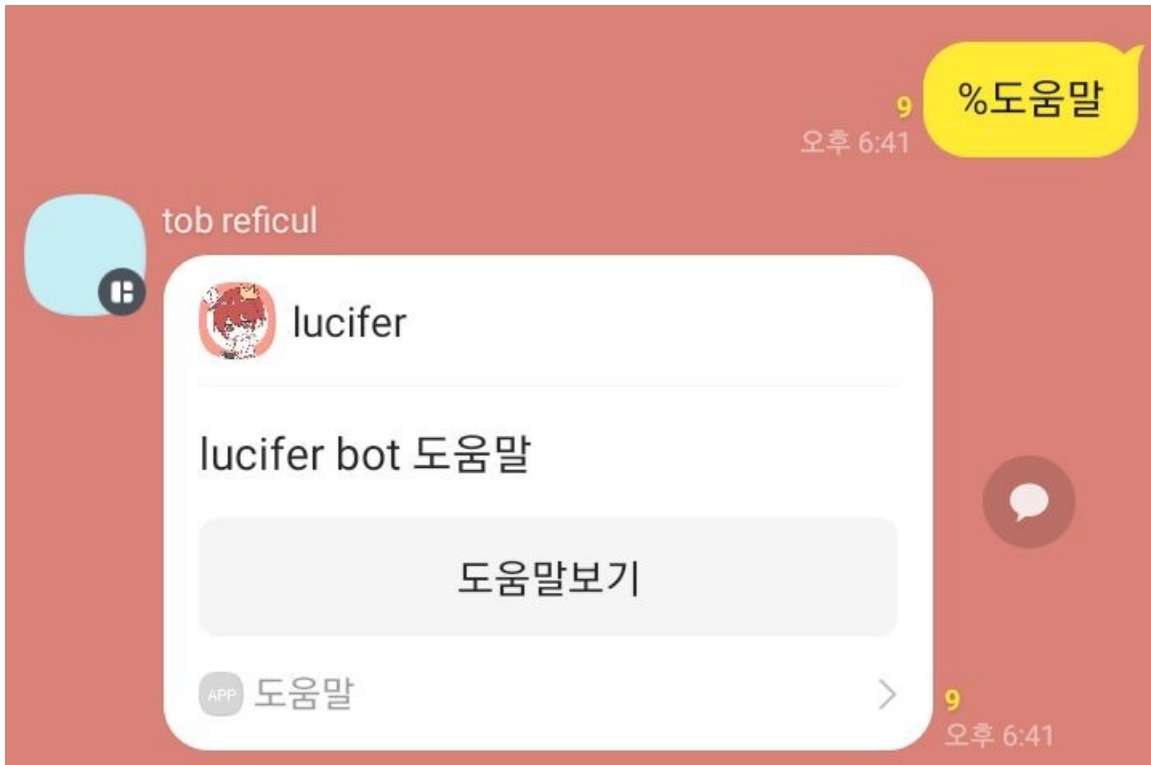 %도움말
9
오후 6:41
tob reficul
lucifer
lucifer bot 도움말
도움말보기
APP 도움말
9
오후 6:41